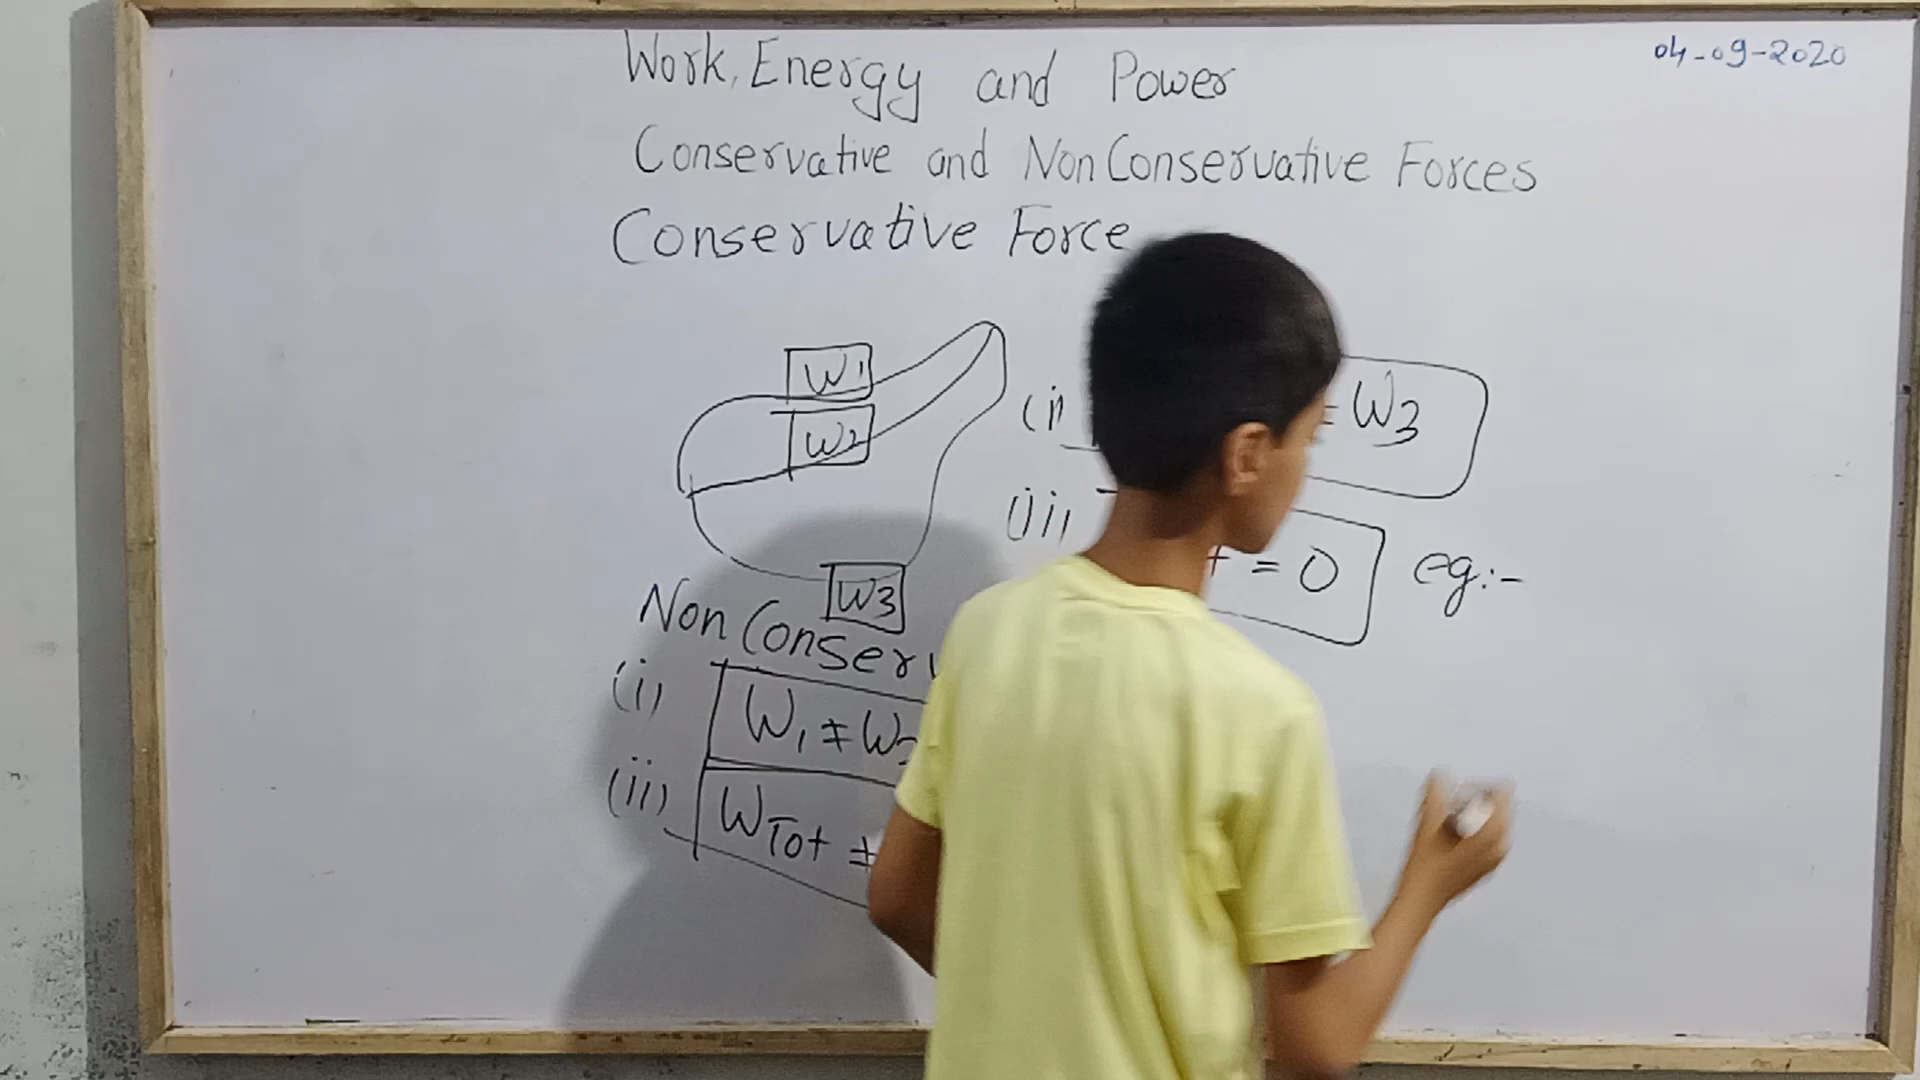 04-09-2020
Work, Energy and Power
Conservative and Non Conservative Forces
Conservative Force
W1
W2
W3
(i) = W3
(ii) = 0 eg:-
Non Conserv
(i) W1 ≠ W2
(ii) WTot ≠